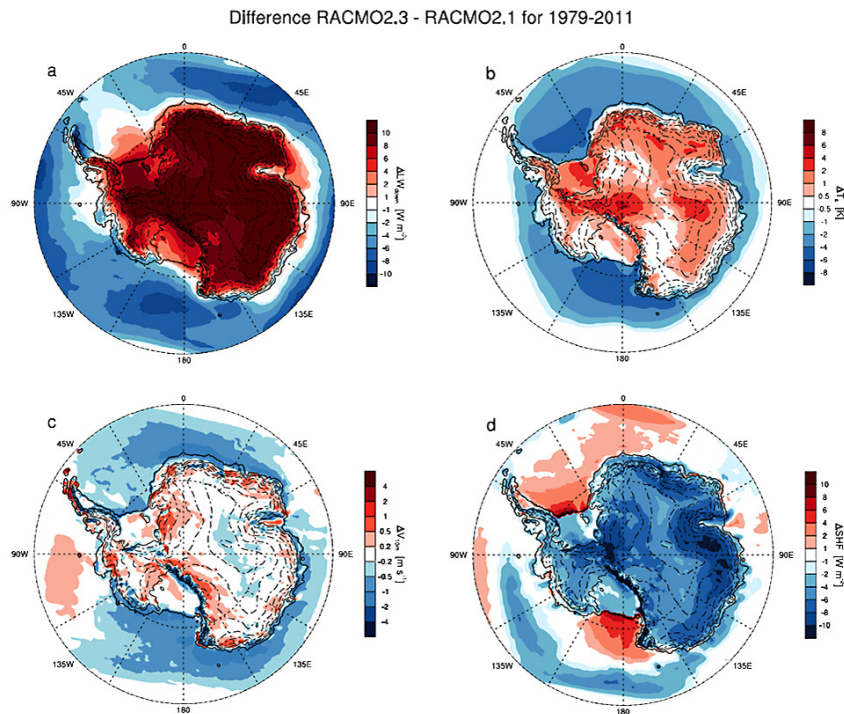 Difference RACMO2.3 - RACMO2.1 for 1979-2011
a
0
45W
45E
90W
90E
135W
135E
180
10
8
6
4
2
1
-1
-2
-4
-6
-8
-10
ΔLWdown [W m-2]
b
0
45W
45E
90W
90E
135W
135E
180
8
6
4
2
1
0.5
0.5
-1
-2
-4
-6
-8
ΔTs [K]
c
0
45W
45E
90W
90E
135W
135E
180
4
2
1
0.5
0.2
-0.2
-0.5
-1
-2
-4
ΔV10m [m s-1]
d
0
45W
45E
90W
90E
135W
135E
180
10
8
6
4
2
1
-1
-2
-4
-6
-8
-10
ΔSHF [W m-2]